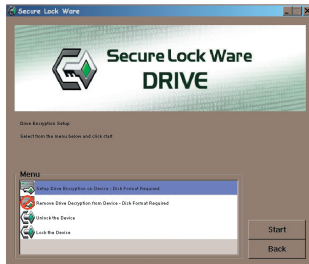 Secure Lock Ware
Secure Lock Ware
DRIVE
Drive Encryption Setup
Select from the menu below and click start
Menu
Setup Drive Encryption on Device - Disk Format Required
Remove Drive Decryption from Device - Disk Format Required
Unlock the Device
Lock the Device
Start
Back